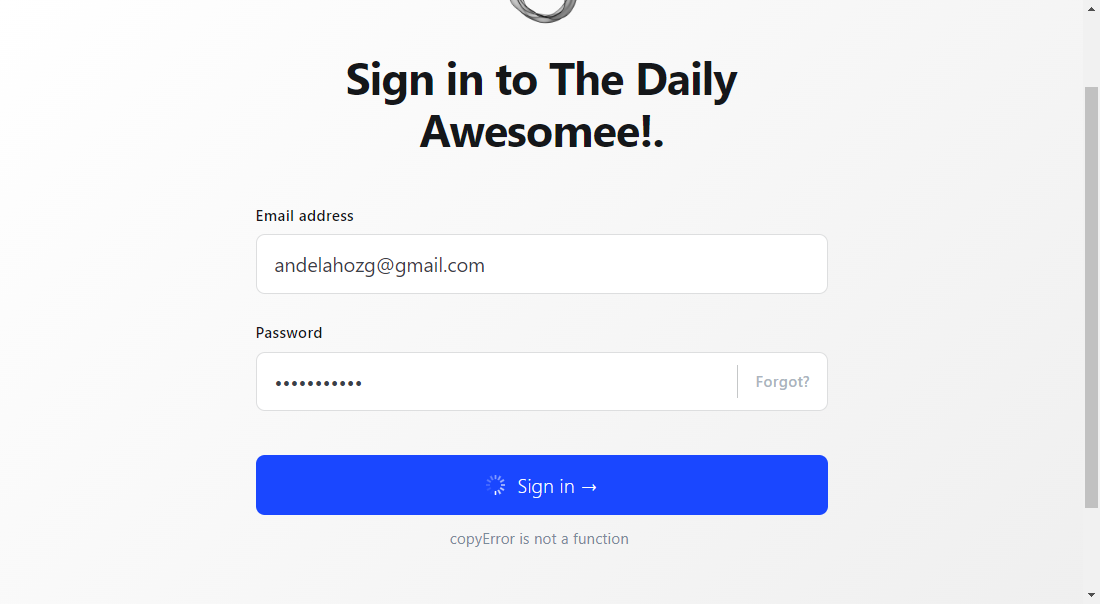 Sign in to The Daily
Awesomee!.
Email address
andelahozg@gmail.com
Password
•••••••••••
Forgot?
Sign in →
copyError is not a function